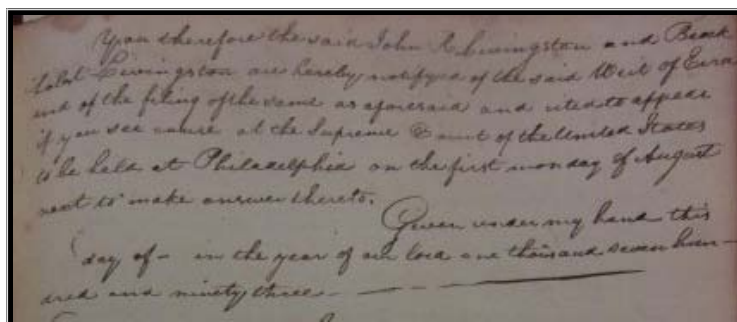 You therefore the said John R Livingston and Brock
holst Livingston are hereby notifyed of the said Writ of Error
and of the filing of the same as aforesaid and cited to appear
if you see cause at the Supreme Court of the United States
to be held at Philadelphia on the first monday of August
next to make answer thereto.
Given under my hand this
day of – in the year of our lord one thousand seven hun–
dred and ninety three –